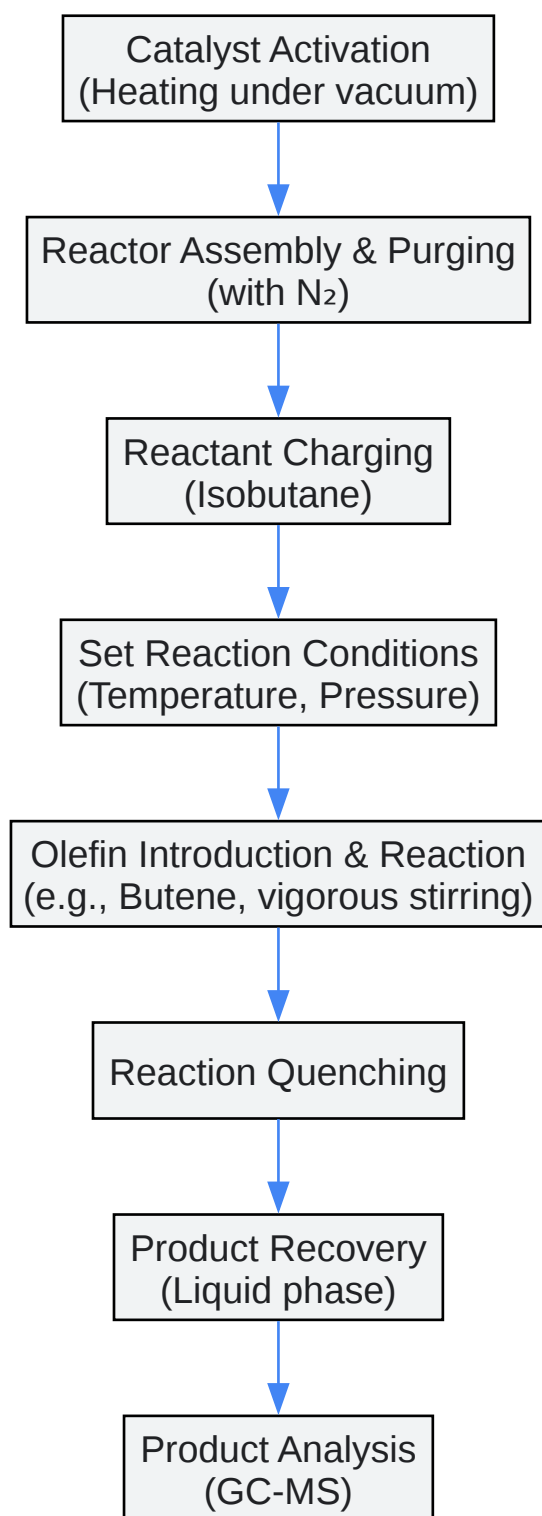 Catalyst Activation
(Heating under vacuum)
Reactor Assembly & Purging
(with N₂)
Reactant Charging
(Isobutane)
Set Reaction Conditions
(Temperature, Pressure)
Olefin Introduction & Reaction
(e.g., Butene, vigorous stirring)
Reaction Quenching
Product Recovery
(Liquid phase)
Product Analysis
(GC-MS)